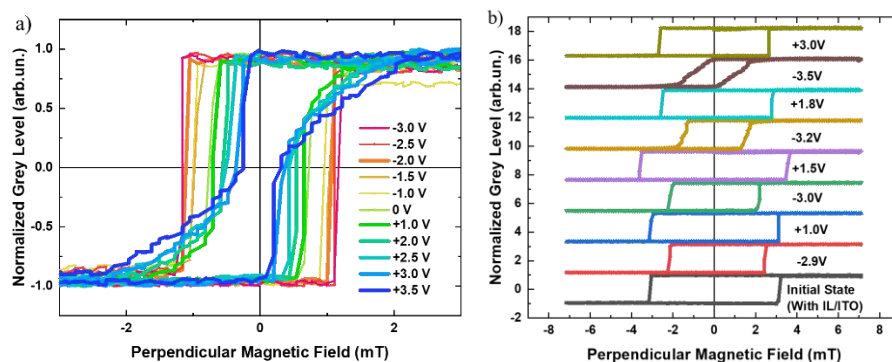 a)
Normalized Grey Level (arb.un.)
1.0
0.5
0.0
-0.5
-1.0
-3.0 V
-2.5 V
-2.0 V
-1.5 V
-1.0 V
0 V
+1.0 V
+2.0 V
+2.5 V
+3.0 V
+3.5 V
-2
0
2
Perpendicular Magnetic Field (mT)
b)
Normalized Grey Level (arb.un.)
18
16
14
12
10
8
6
4
2
0
-2
+3.0V
-3.5V
+1.8V
-3.2V
+1.5V
-3.0V
+1.0V
-2.9V
Initial State
(With IL/ITO)
-8
-6
-4
-2
0
2
4
6
8
Perpendicular Magnetic Field (mT)